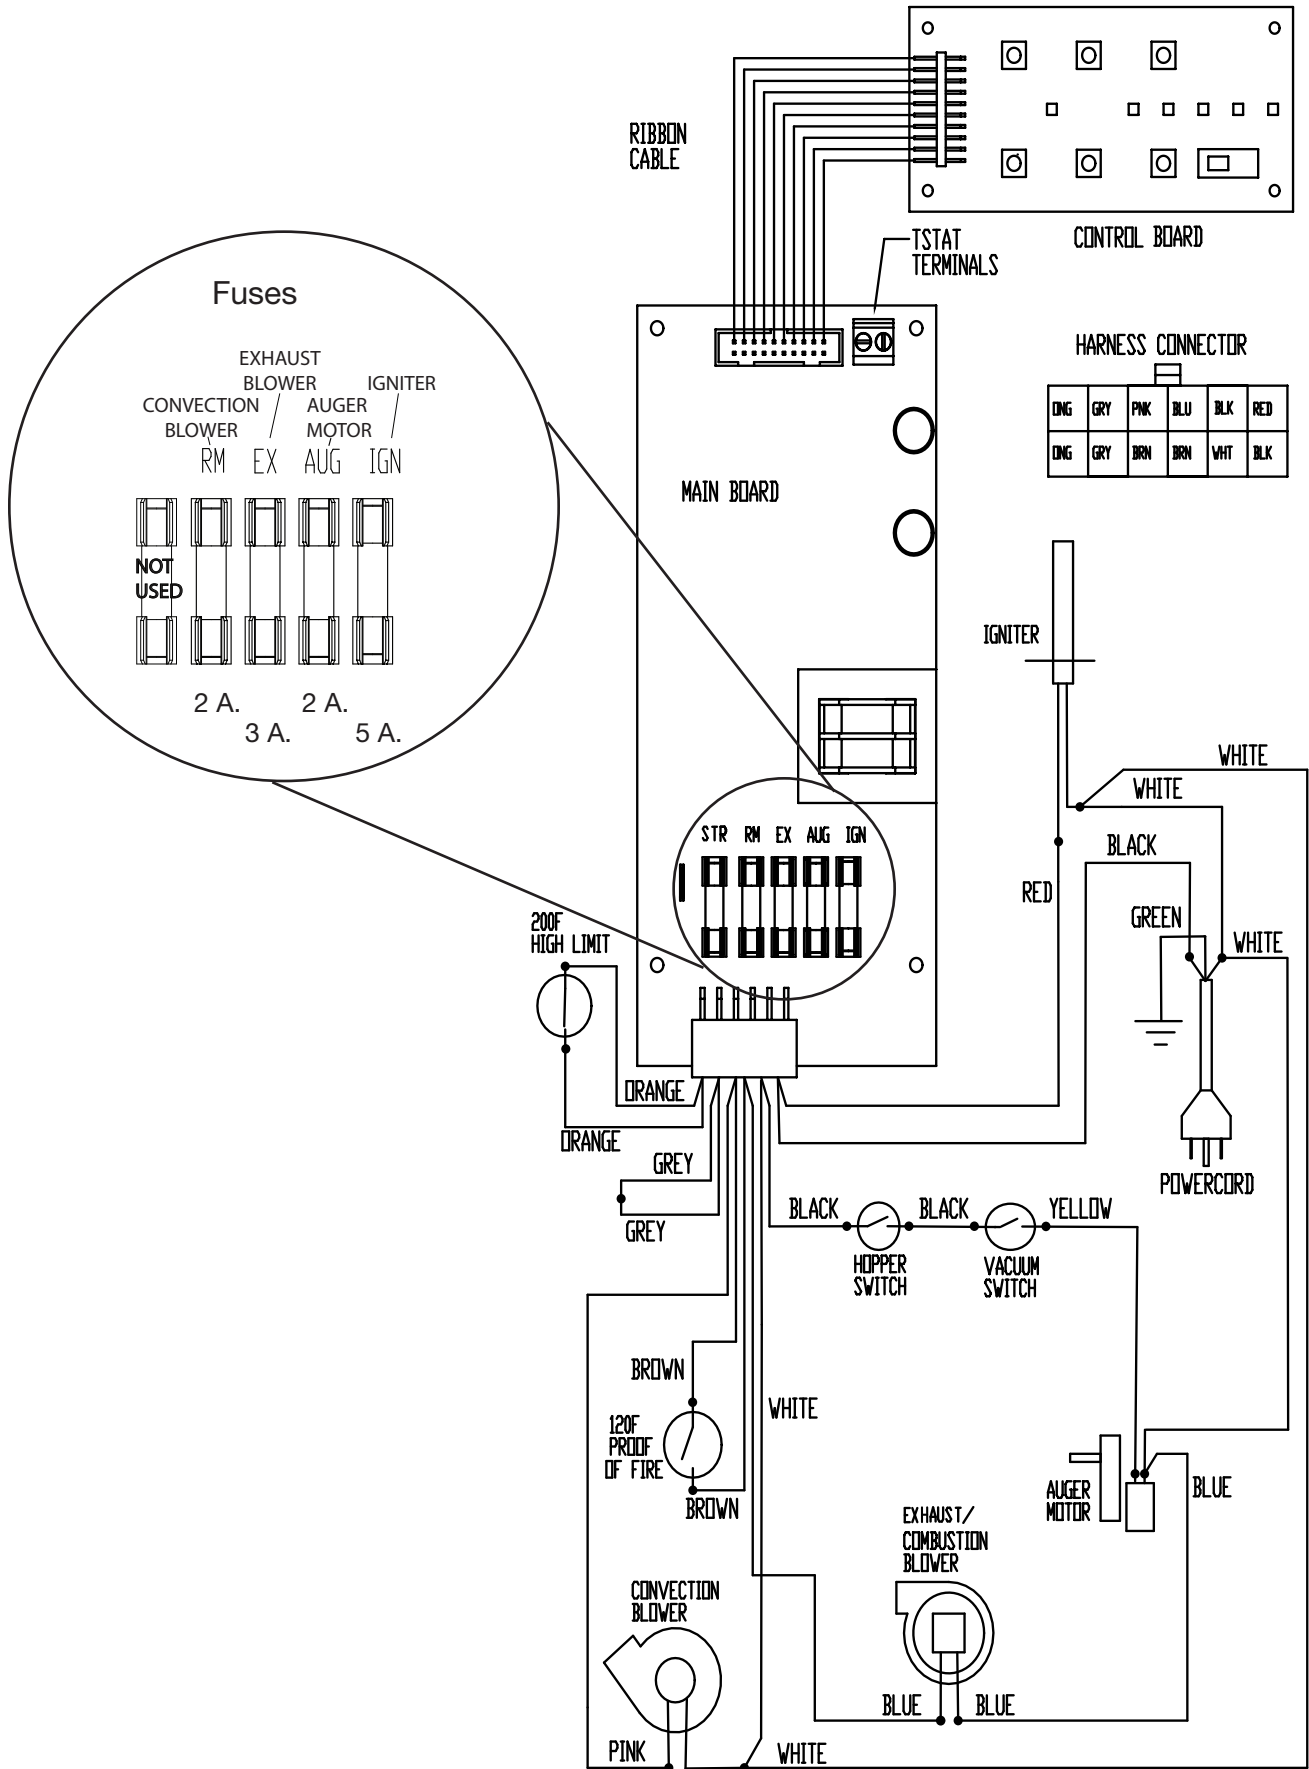 RIBBON
CABLE
CONTROL BOARD
TSTAT
TERMINALS
Fuses
EXHAUST
BLOWER
IGNITER
CONVECTION
BLOWER
AUGER
MOTOR
RM EX AUG IGN
NOT
USED
2 A. 2 A.
3 A. 5 A.
HARNESS CONNECTOR
ONG GRY PNK BLU BLK RED
ONG GRY BRN BRN WHT BLK
MAIN BOARD
IGNITER
WHITE
WHITE
BLACK
STR RM EX AUG IGN
RED
GREEN
WHITE
200F
HIGH LIMIT
ORANGE
ORANGE
GREY
GREY
POWERCORD
BLACK BLACK YELLOW
HOPPER
SWITCH
VACUUM
SWITCH
BROWN
WHITE
120F
PROOF
OF FIRE
BROWN
AUGER
MOTOR
BLUE
EXHAUST/
COMBUSTION
BLOWER
CONVECTION
BLOWER
BLUE BLUE
PINK WHITE